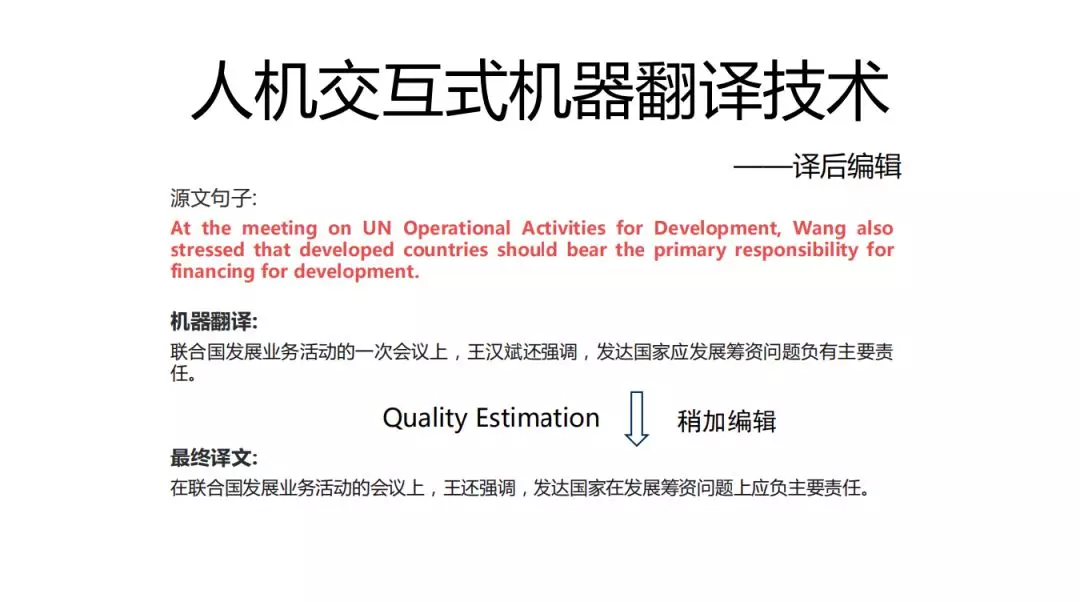 人机交互式机器翻译技术
——译后编辑
源文句子:
At the meeting on UN Operational Activities for Development, Wang also
stressed that developed countries should bear the primary responsibility for
financing for development.
机器翻译:
联合国发展业务活动的一次会议上，王汉斌还强调，发达国家应发展筹资问题负有主要责
任。
Quality Estimation 稍加编辑
最终译文:
在联合国发展业务活动的会议上，王还强调，发达国家在发展筹资问题上应负主要责任。